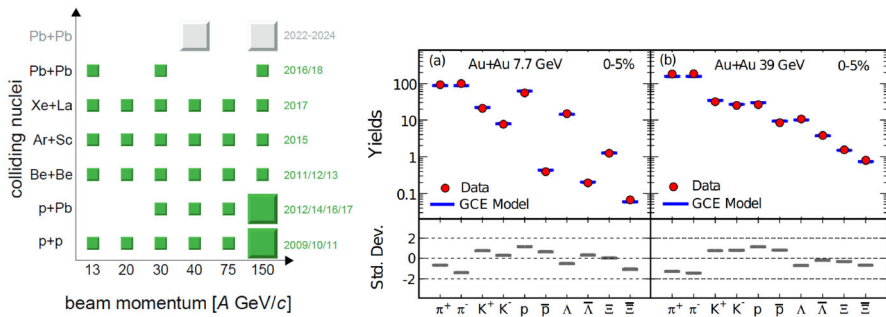 colliding nuclei
Pb+Pb 2022-2024
Pb+Pb 2016/18
Xe+La 2017
Ar+Sc 2015
Be+Be 2011/12/13
p+Pb 2012/14/16/17
p+p 2009/10/11
13 20 30 40 75 150
beam momentum [A GeV/c]
(a) Au+Au 7.7 GeV 0-5%
(b) Au+Au 39 GeV 0-5%
Yields
100
10
1
0.1
Data
GCE Model
Data
GCE Model
Std. Dev.
2
0
-2
π⁺ π⁻ K⁺ K⁻ p p̅ Λ Λ̅ Ξ Ξ̅
π⁺ π⁻ K⁺ K⁻ p p̅ Λ Λ̅ Ξ Ξ̅